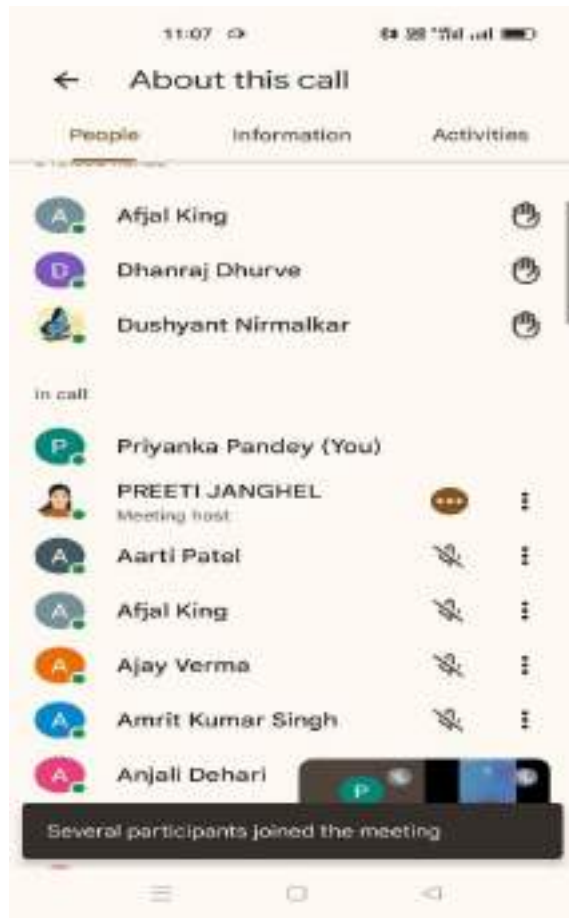 11:07
About this call
People Information Activities
A Afjal King
D Dhanraj Dhurve
Dushyant Nirmalkar
In call
P Priyanka Pandey (You)
PREETI JANGHEL
Meeting host
A Aarti Patel
A Afjal King
A Ajay Verma
A Amrit Kumar Singh
A Anjali Dehari
P
Several participants joined the meeting